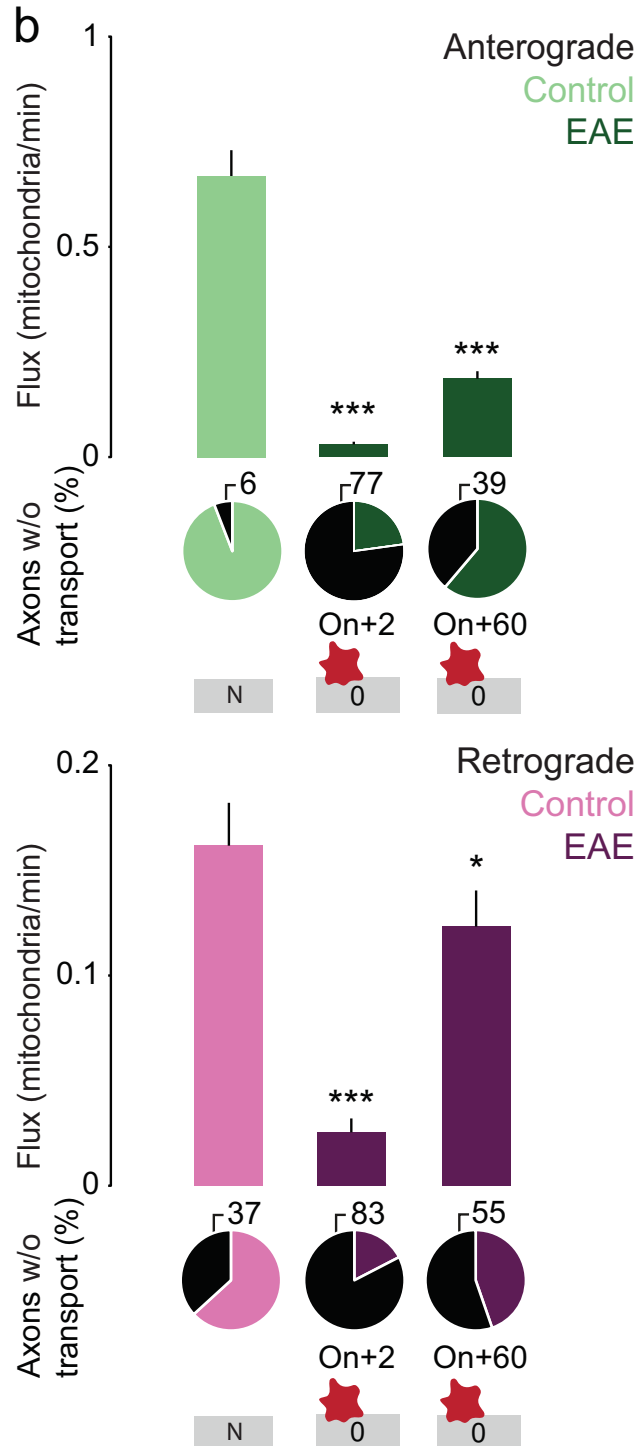 b
1
Anterograde
Control
EAE
Flux (mitochondria/min)
0.5
***
***
0
Axons w/o
transport (%)
6
77
39
On+2
On+60
N
0
0
0.2
Retrograde
Control
EAE
Flux (mitochondria/min)
*
0.1
***
0
Axons w/o
transport (%)
37
83
55
On+2
On+60
N
0
0